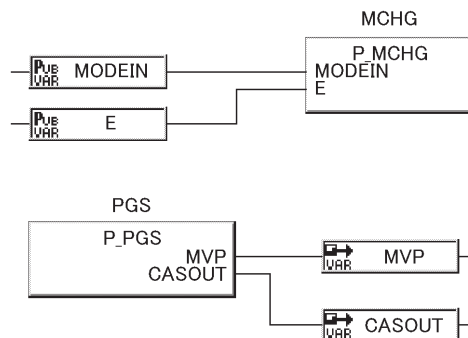 MCHG
P_MCHG
PUB VAR MODEIN
MODEIN
E
PUB VAR E
PGS
P_PGS
MVP
CASOUT
VAR MVP
VAR CASOUT